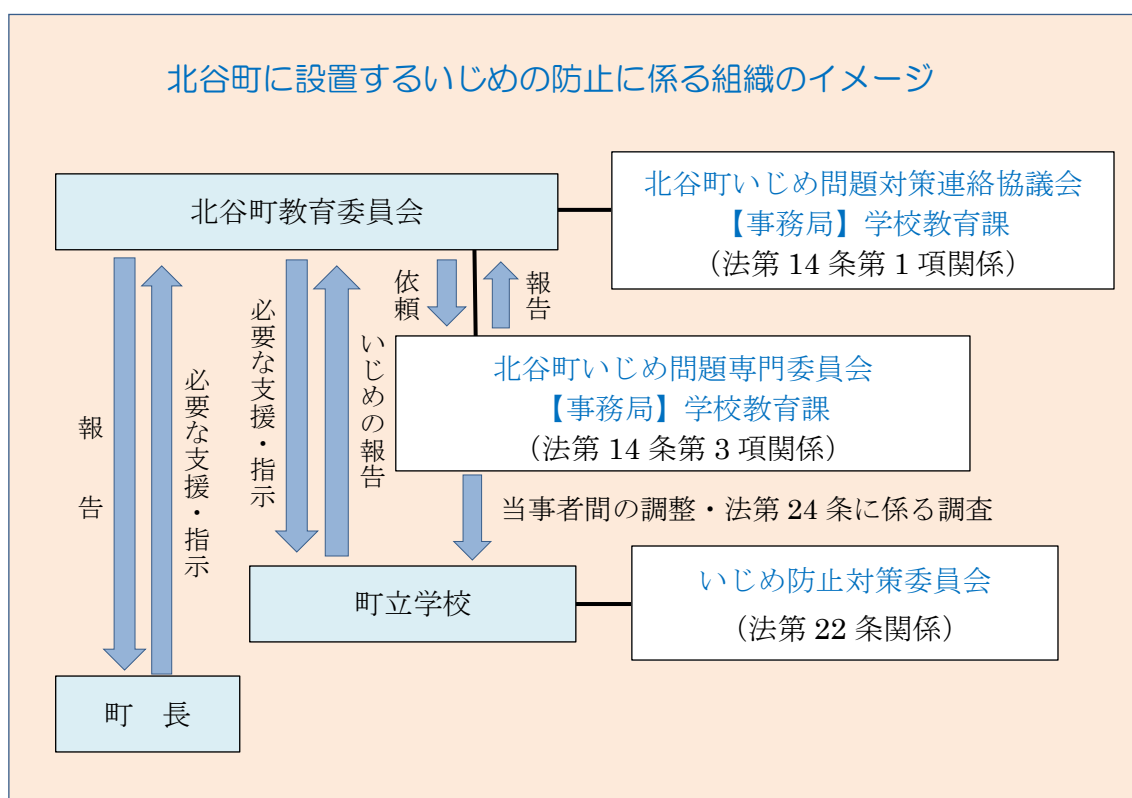 北谷町に設置するいじめの防止に係る組織のイメージ
北谷町教育委員会
北谷町いじめ問題対策連絡協議会
【事務局】学校教育課
（法第 14 条第 1 項関係）
報告
必要な支援・指示
必要な支援・指示
いじめの報告
依頼
報告
北谷町いじめ問題専門委員会
【事務局】学校教育課
（法第 14 条第 3 項関係）
当事者間の調整・法第 24 条に係る調査
町立学校
いじめ防止対策委員会
（法第 22 条関係）
町　長